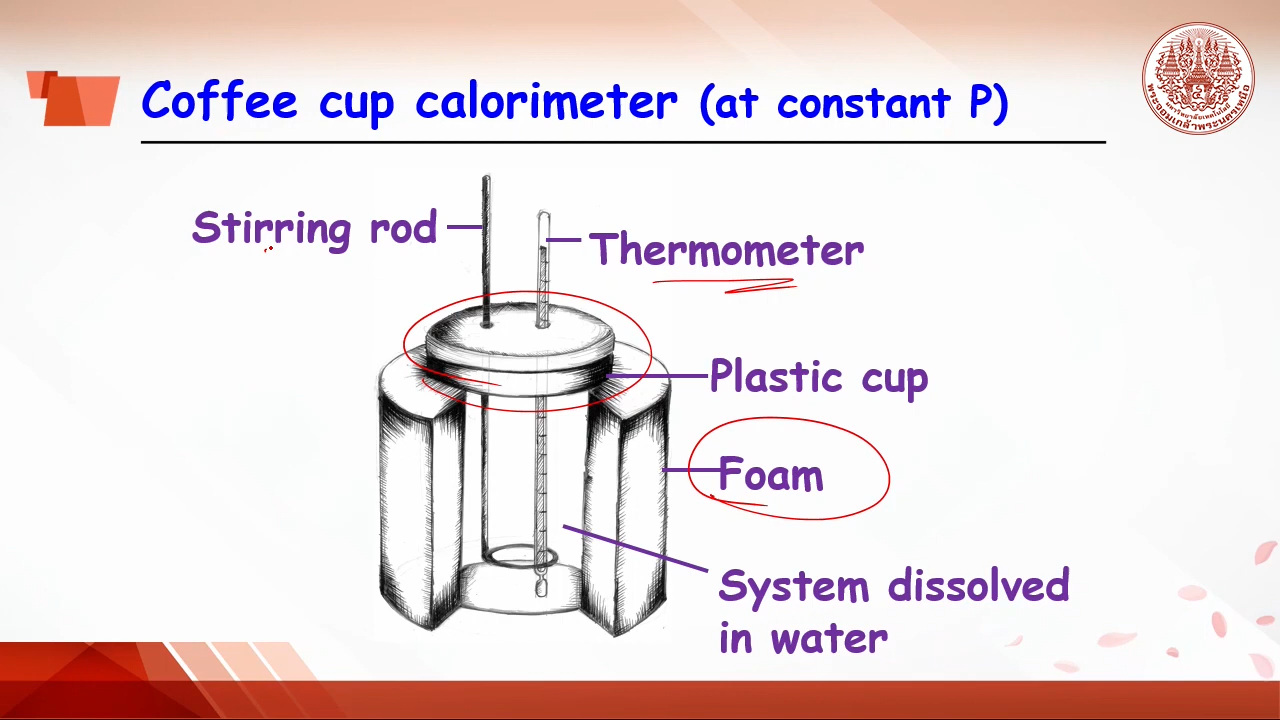 Coffee cup calorimeter (at constant P)
Stirring rod
Thermometer
Plastic cup
Foam
System dissolved
in water